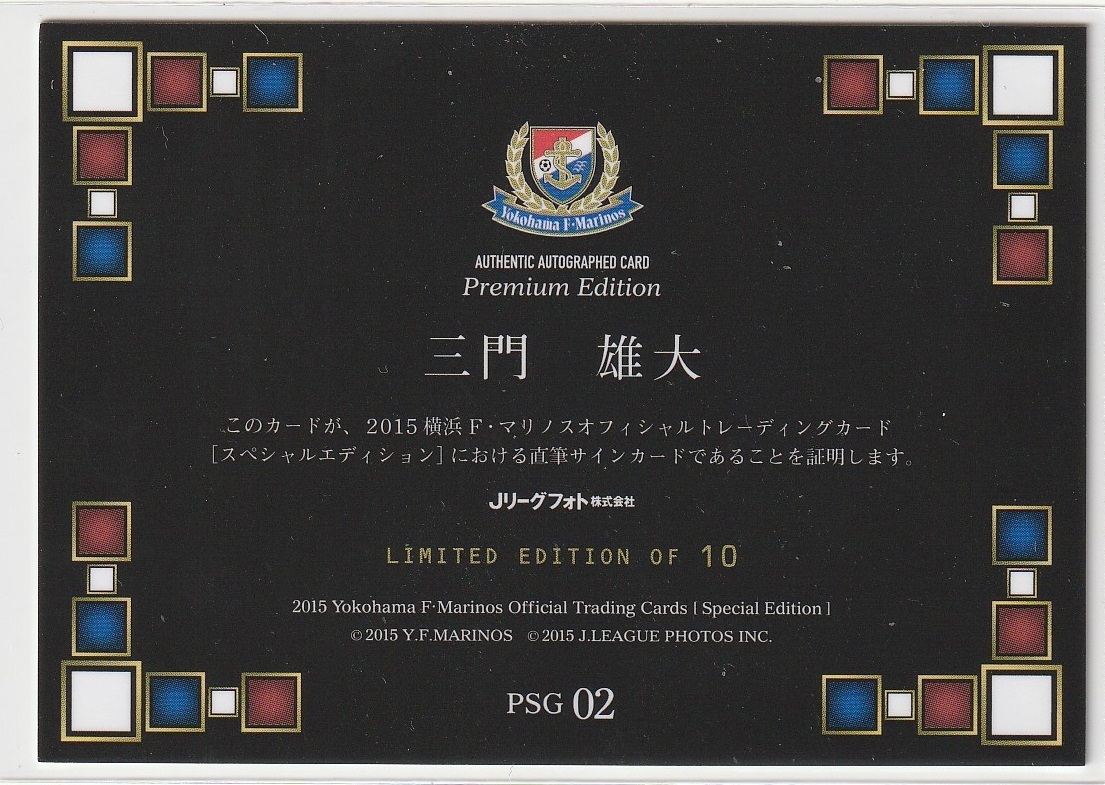 Yokohama F·Marinos
AUTHENTIC AUTOGRAPHED CARD
Premium Edition
三門　雄大
このカードが、2015 横浜 F・マリノスオフィシャルトレーディングカード
［スペシャルエディション］における直筆サインカードであることを証明します。
Jリーグフォト株式会社
LIMITED EDITION OF 10
2015 Yokohama F·Marinos Official Trading Cards [ Special Edition ]
© 2015 Y.F.MARINOS © 2015 J.LEAGUE PHOTOS INC.
PSG 02